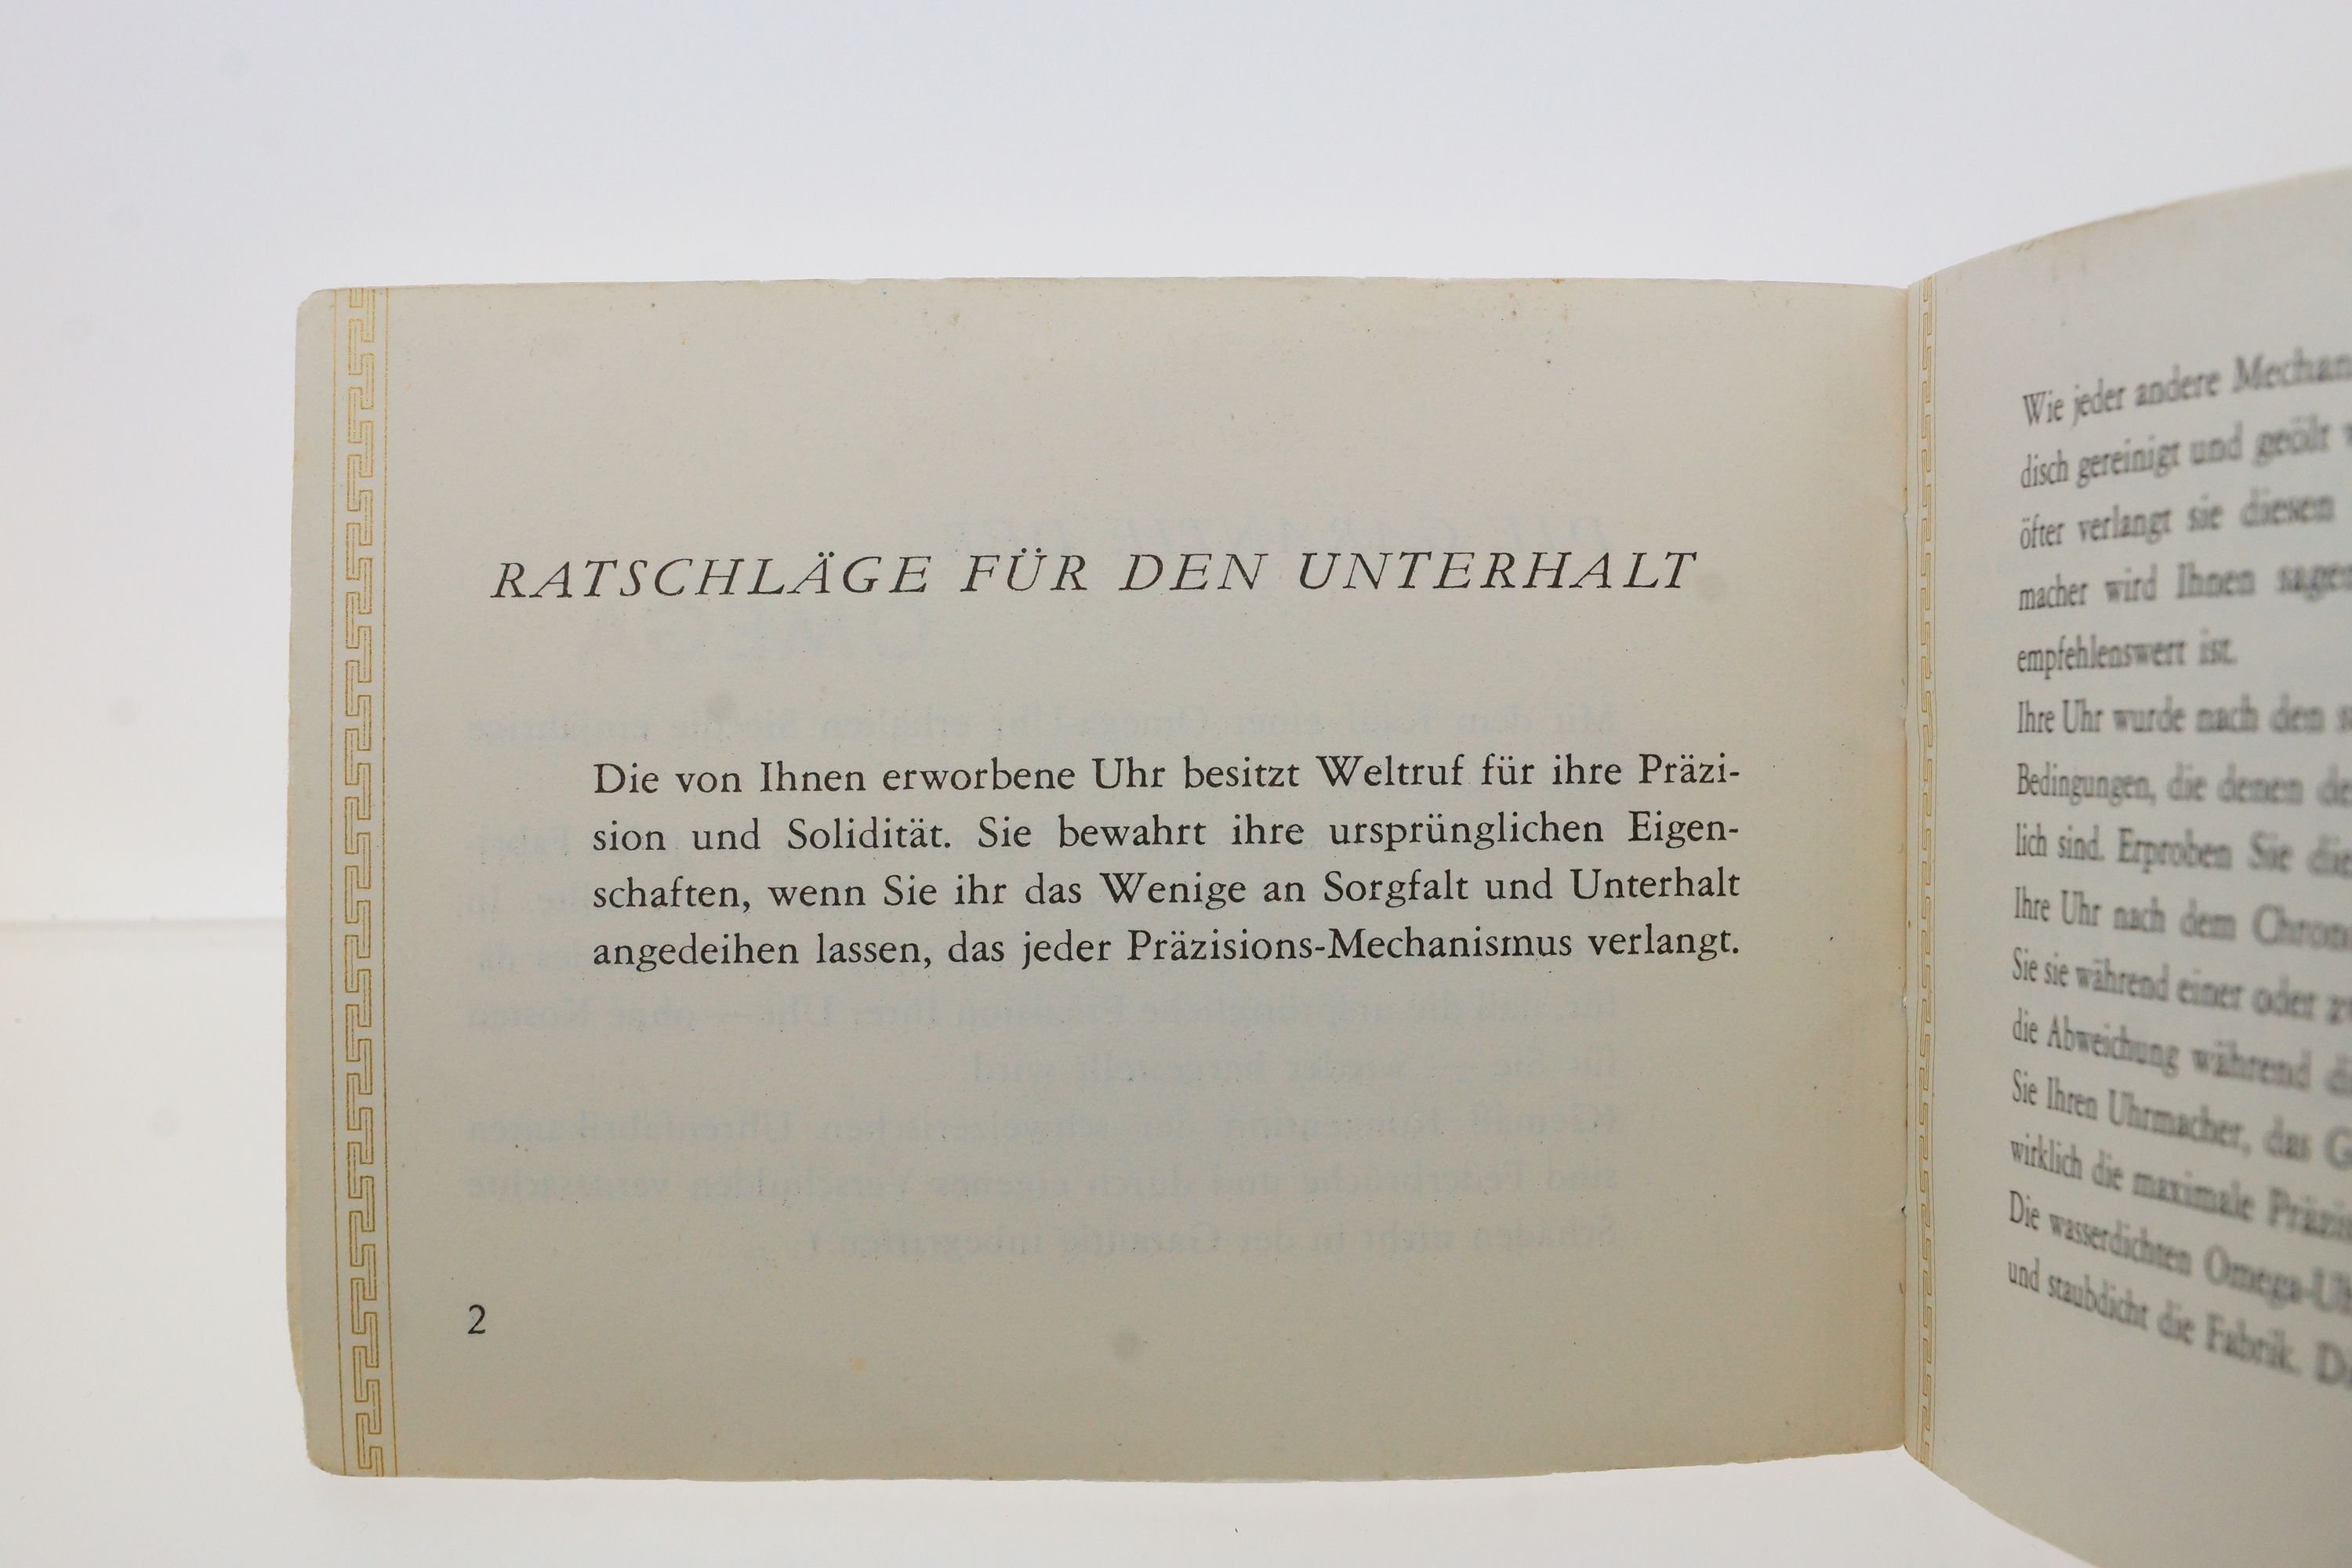 RATSCHLÄGE FÜR DEN UNTERHALT
Die von Ihnen erworbene Uhr besitzt Weltruf für ihre Präzi-
sion und Solidität. Sie bewahrt ihre ursprünglichen Eigen-
schaften, wenn Sie ihr das Wenige an Sorgfalt und Unterhalt
angedeihen lassen, das jeder Präzisions-Mechanismus verlangt.
2
Wie jeder andere
disch gereinigt und geölt
öfter verlangt sie diesen
macher wird Ihnen
empfehlenswert ist.
Ihre Uhr wurde nach den
Bedingungen, die denen
lich sind. Erproben Sie
Ihre Uhr nach dem
Sie sie während einer oder
die Abweichung während
Sie Ihren Uhrmacher, das
wirklich die maximale
Die wasserdichten
und staubdicht die Fabrik.